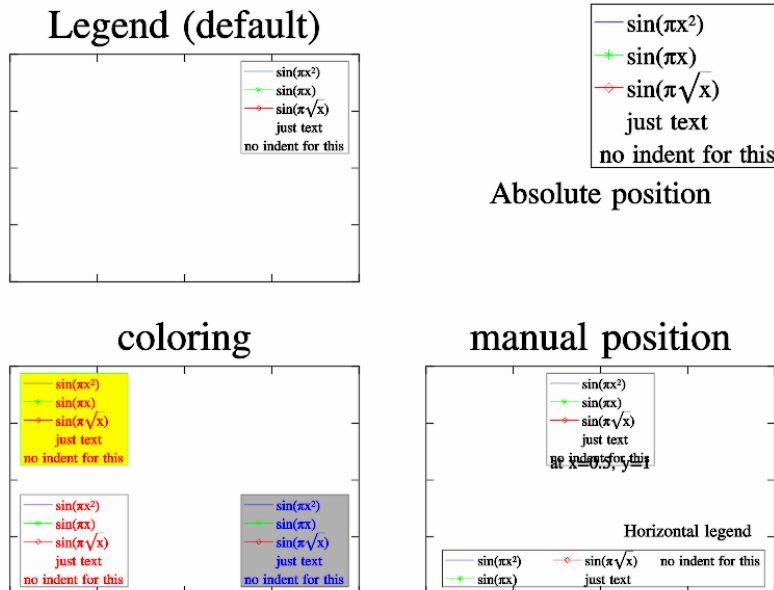 Legend (default)
sin(πx²)
sin(πx)
sin(π√x)
just text
no indent for this
sin(πx²)
sin(πx)
sin(π√x)
just text
no indent for this
Absolute position
coloring
sin(πx²)
sin(πx)
sin(π√x)
just text
no indent for this
sin(πx²)
sin(πx)
sin(π√x)
just text
no indent for this
sin(πx²)
sin(πx)
sin(π√x)
just text
no indent for this
manual position
sin(πx²)
sin(πx)
sin(π√x)
just text
no indent for this
at x=0.5, y=1
Horizontal legend
sin(πx²) sin(π√x) no indent for this
sin(πx) just text